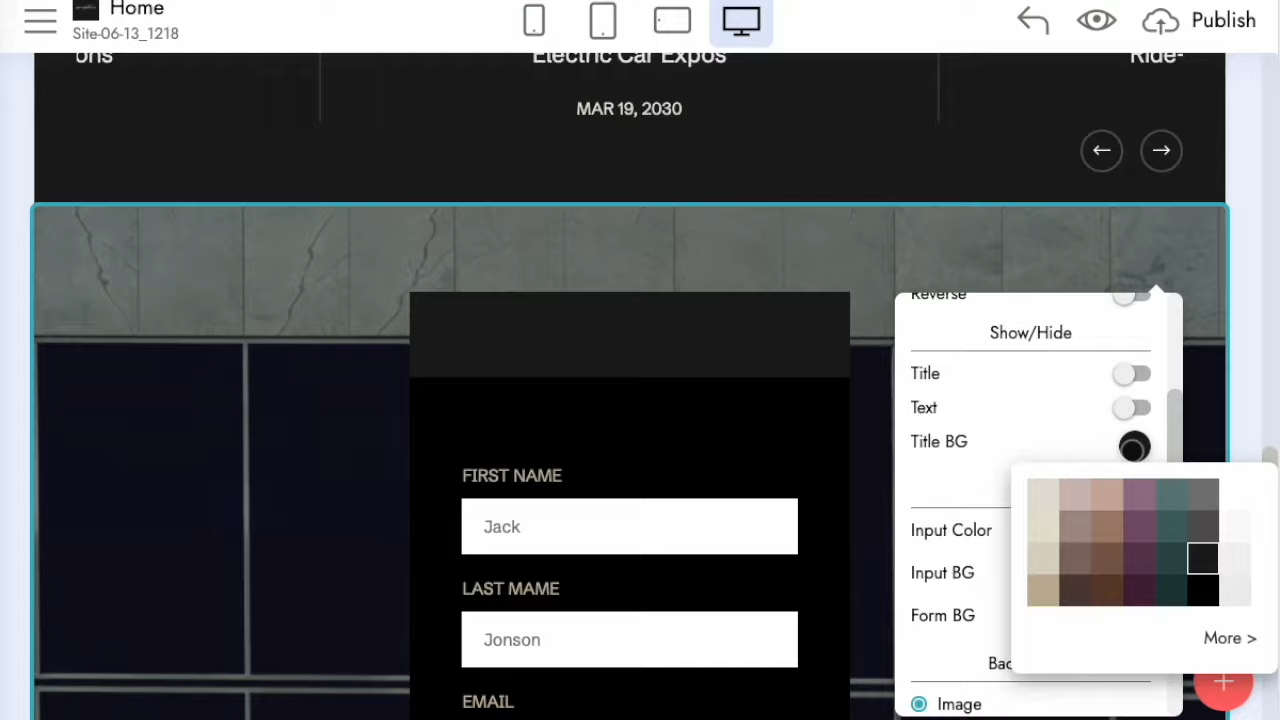 Home
Site-06-13_1218
Publish
ons
Electric Car Expos
Ride-
MAR 19, 2030
← →
Reverse
Show/Hide
Title
Text
Title BG
FIRST NAME
Jack
Input Color
Input BG
LAST MAME
Form BG
Jonson
More >
Bac
EMAIL
Image